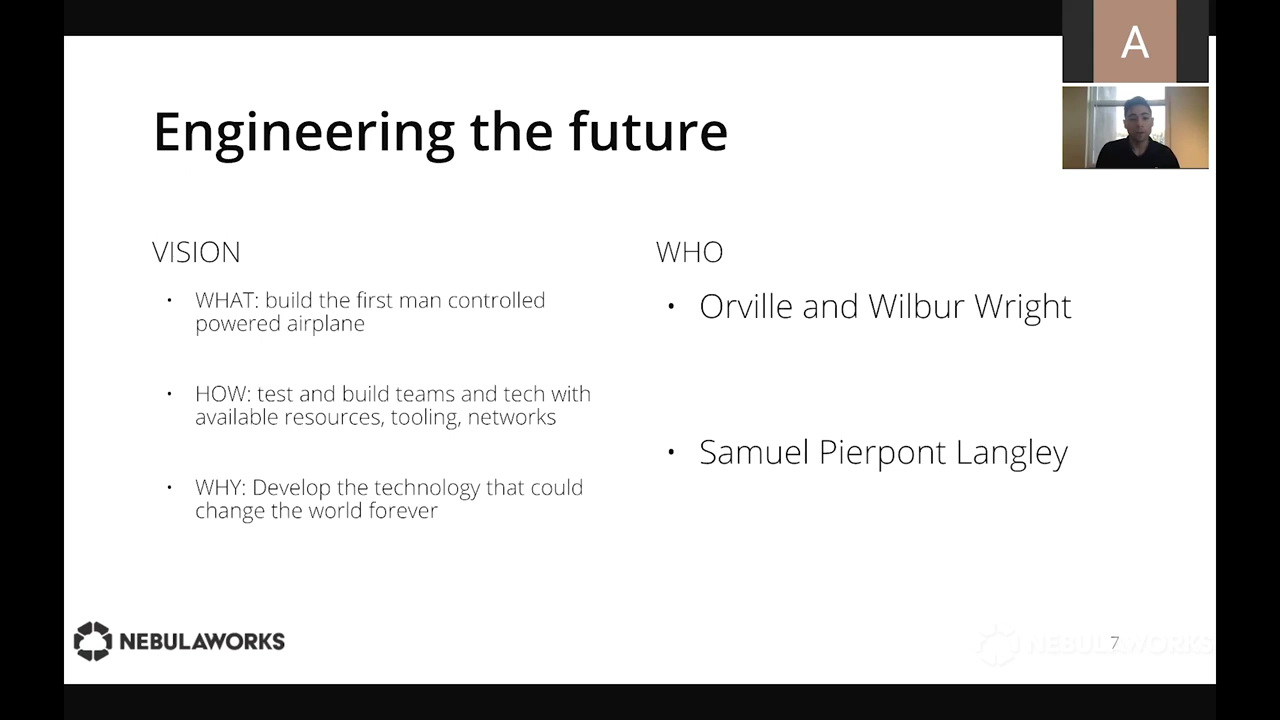 A
Engineering the future
VISION
• WHAT: build the first man controlled
powered airplane
• HOW: test and build teams and tech with
available resources, tooling, networks
• WHY: Develop the technology that could
change the world forever
WHO
• Orville and Wilbur Wright
• Samuel Pierpont Langley
NEBULAWORKS
7
NEBULAWORKS